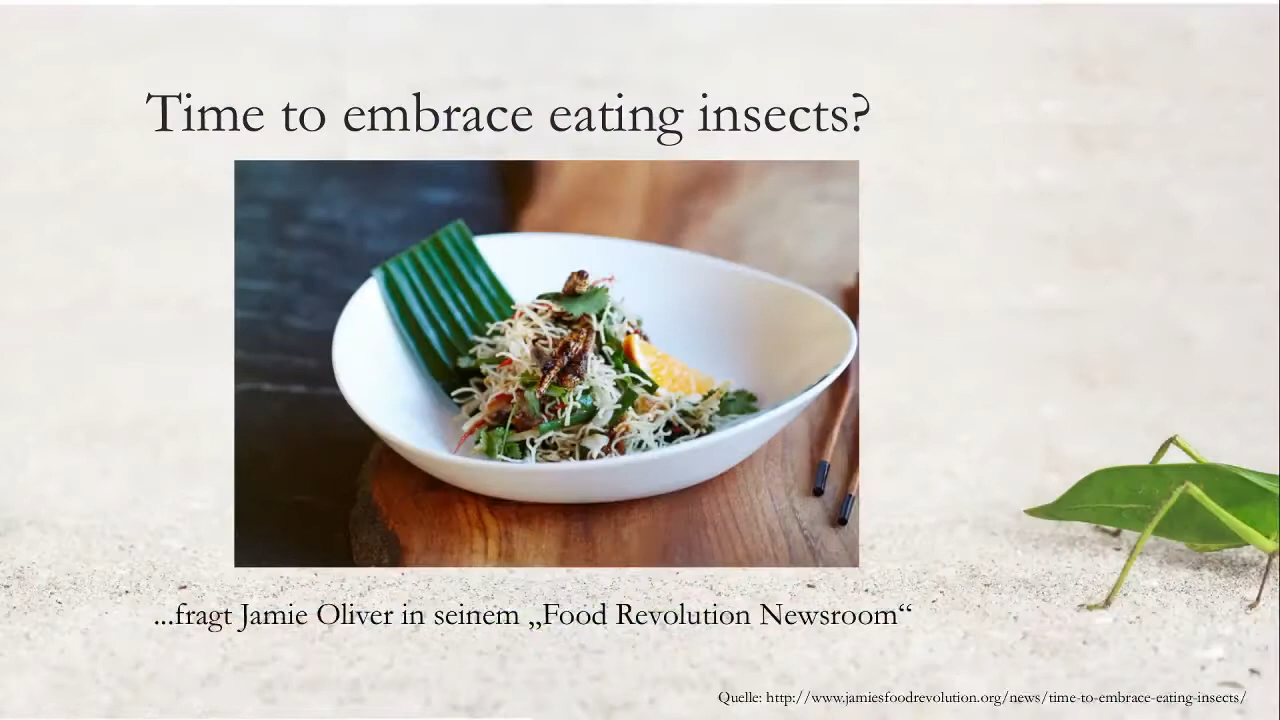 Time to embrace eating insects?
...fragt Jamie Oliver in seinem „Food Revolution Newsroom“
Quelle: http://www.jamiesfoodrevolution.org/news/time-to-embrace-eating-insects/